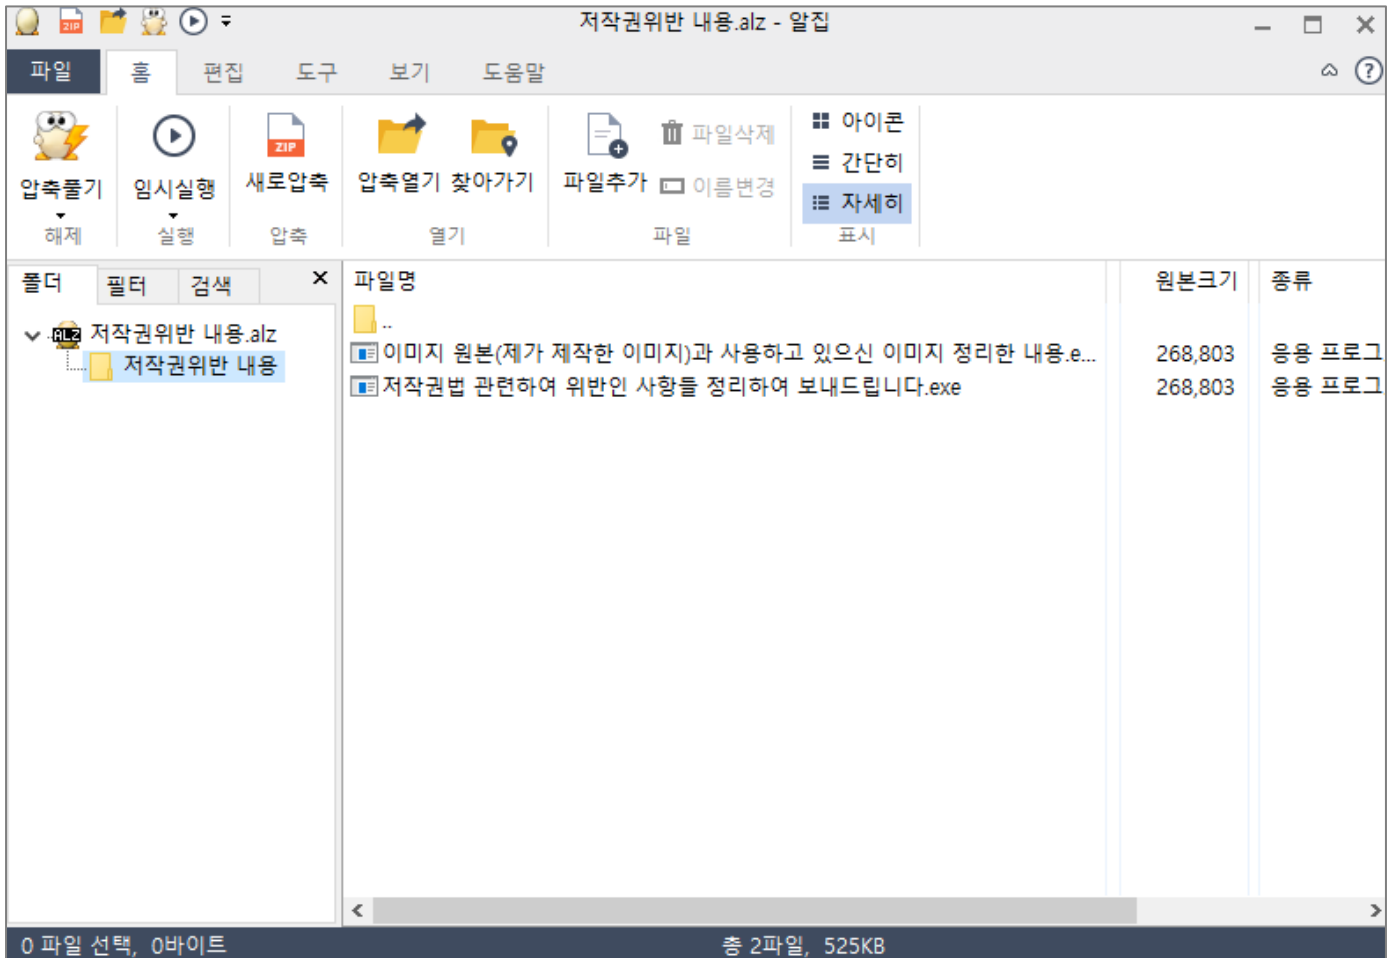 ZIP
저작권위반 내용.alz - 알집
파일 홈 편집 도구 보기 도움말
ZIP
압축풀기 임시실행 새로압축 압축열기 찾아가기 파일추가 파일삭제 이름변경 아이콘 간단히 자세히
해제 실행 압축 열기 파일 표시
폴더 필터 검색
파일명 원본크기 종류
..
ALZ 저작권위반 내용.alz
저작권위반 내용
이미지 원본(제가 제작한 이미지)과 사용하고 있으신 이미지 정리한 내용.e... 268,803 응용 프로그
저작권법 관련하여 위반인 사항들 정리하여 보내드립니다.exe 268,803 응용 프로그
0 파일 선택, 0바이트 총 2파일, 525KB